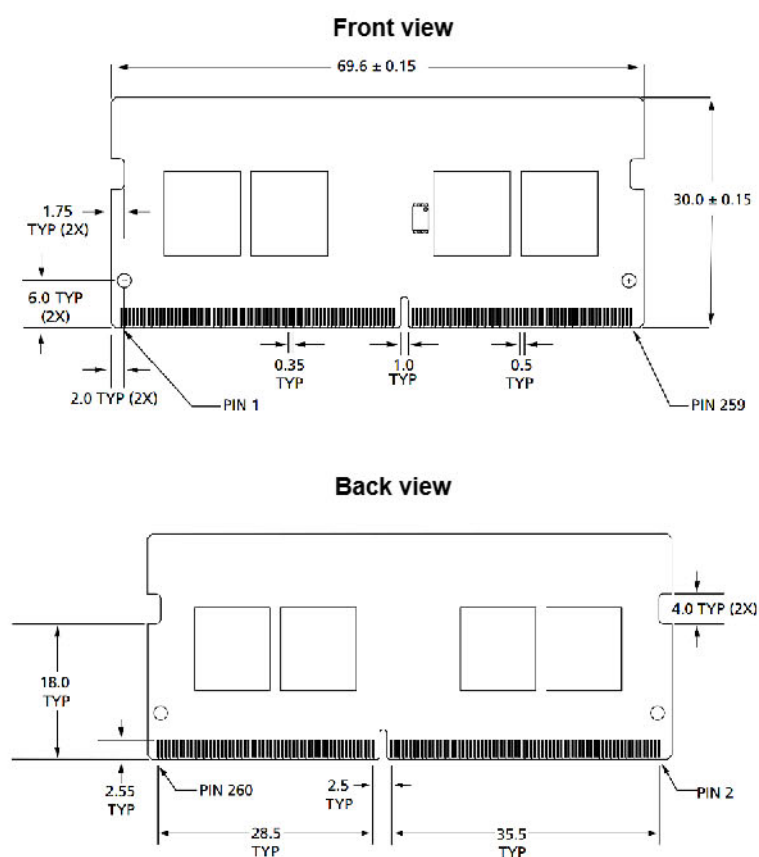 Front view
69.6 ± 0.15
30.0 ± 0.15
1.75
TYP (2X)
6.0 TYP
(2X)
0.35
TYP
1.0
TYP
0.5
TYP
2.0 TYP (2X)
PIN 1
PIN 259
Back view
4.0 TYP (2X)
18.0
TYP
2.55
TYP
PIN 260
2.5
TYP
PIN 2
28.5
TYP
35.5
TYP